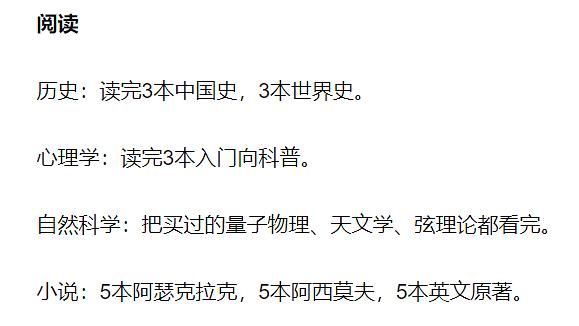 阅读
历史：读完3本中国史，3本世界史。
心理学：读完3本入门向科普。
自然科学：把买过的量子物理、天文学、弦理论都看完。
小说：5本阿瑟克拉克，5本阿西莫夫，5本英文原著。